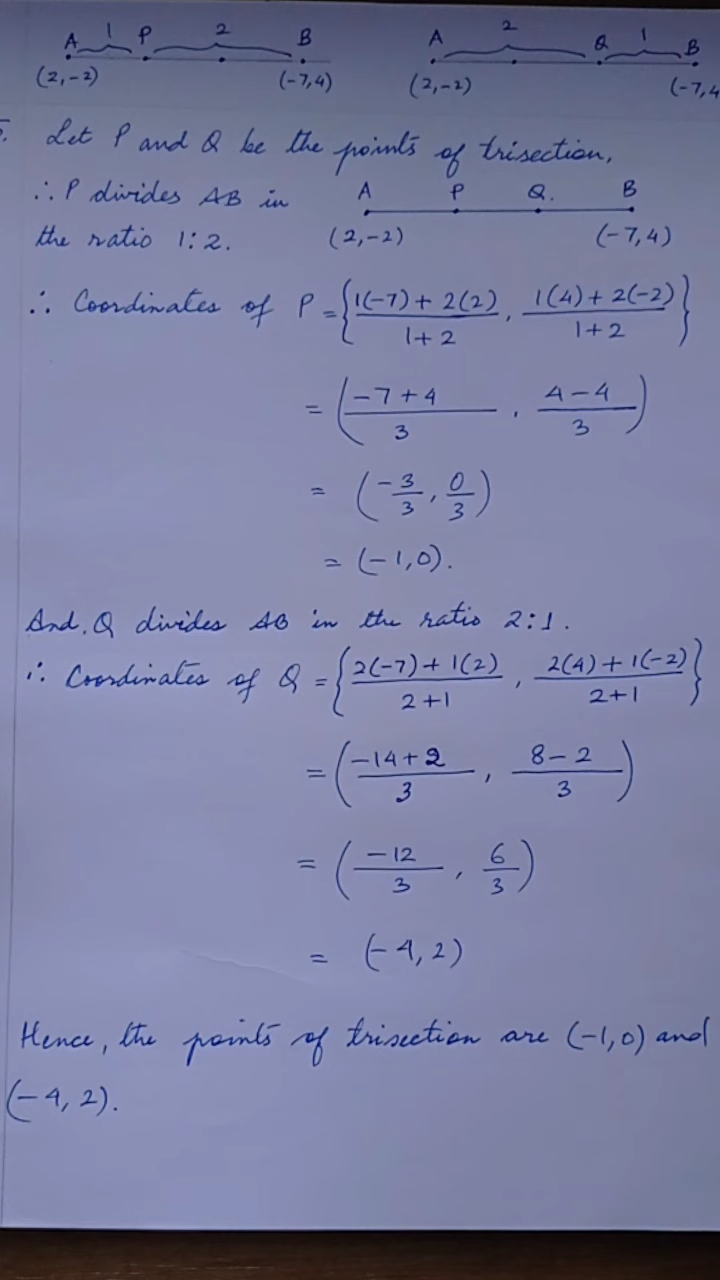 A 1 P 2 B A 2 Q 1 B
(2,-2) (-7,4) (2,-2) (-7,4
5. Let P and Q be the points of trisection,
∴ P divides AB in A P Q. B
the ratio 1:2. (2,-2) (-7,4)
∴ Coordinates of P = {1(-7) + 2(2) / 1+2 , 1(4) + 2(-2) / 1+2}
= (-7+4 / 3 , 4-4 / 3)
= (-3/3, 0/3)
= (-1,0).
And. Q divides AB in the ratio 2:1.
∴ Coordinates of Q = {2(-7) + 1(2) / 2+1 , 2(4) + 1(-2) / 2+1}
= (-14+2 / 3 , 8-2 / 3)
= (-12 / 3 , 6 / 3)
= (-4,2)
Hence, the points of trisection are (-1,0) and
(-4,2).